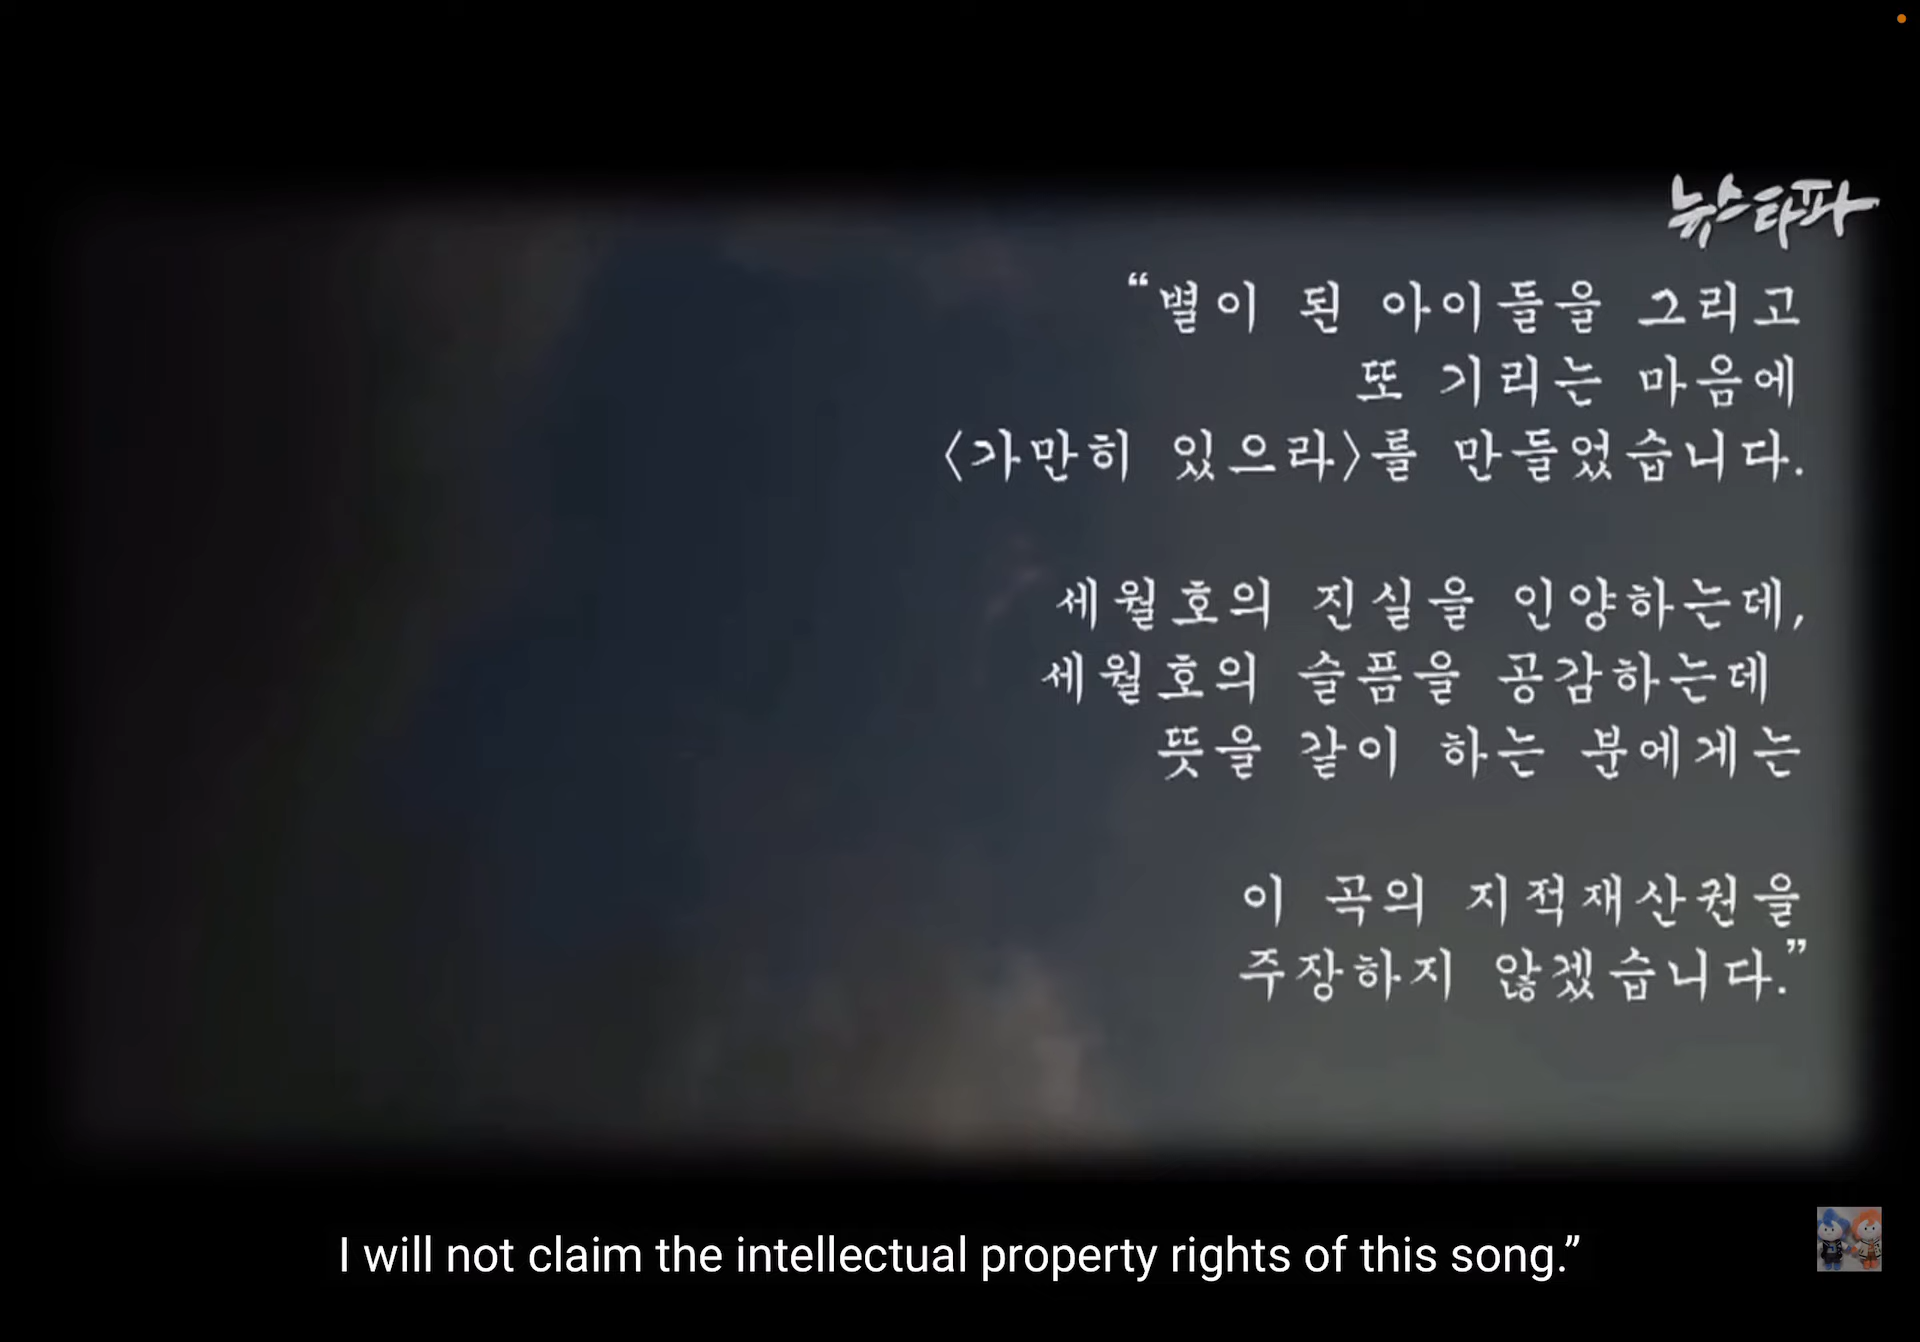 뉴스타파
“별이 된 아이들을 그리고
또 기리는 마음에
〈가만히 있으라〉를 만들었습니다.
세월호의 진실을 인양하는데,
세월호의 슬픔을 공감하는데
뜻을 같이 하는 분에게는
이 곡의 지적재산권을
주장하지 않겠습니다.”
I will not claim the intellectual property rights of this song.”